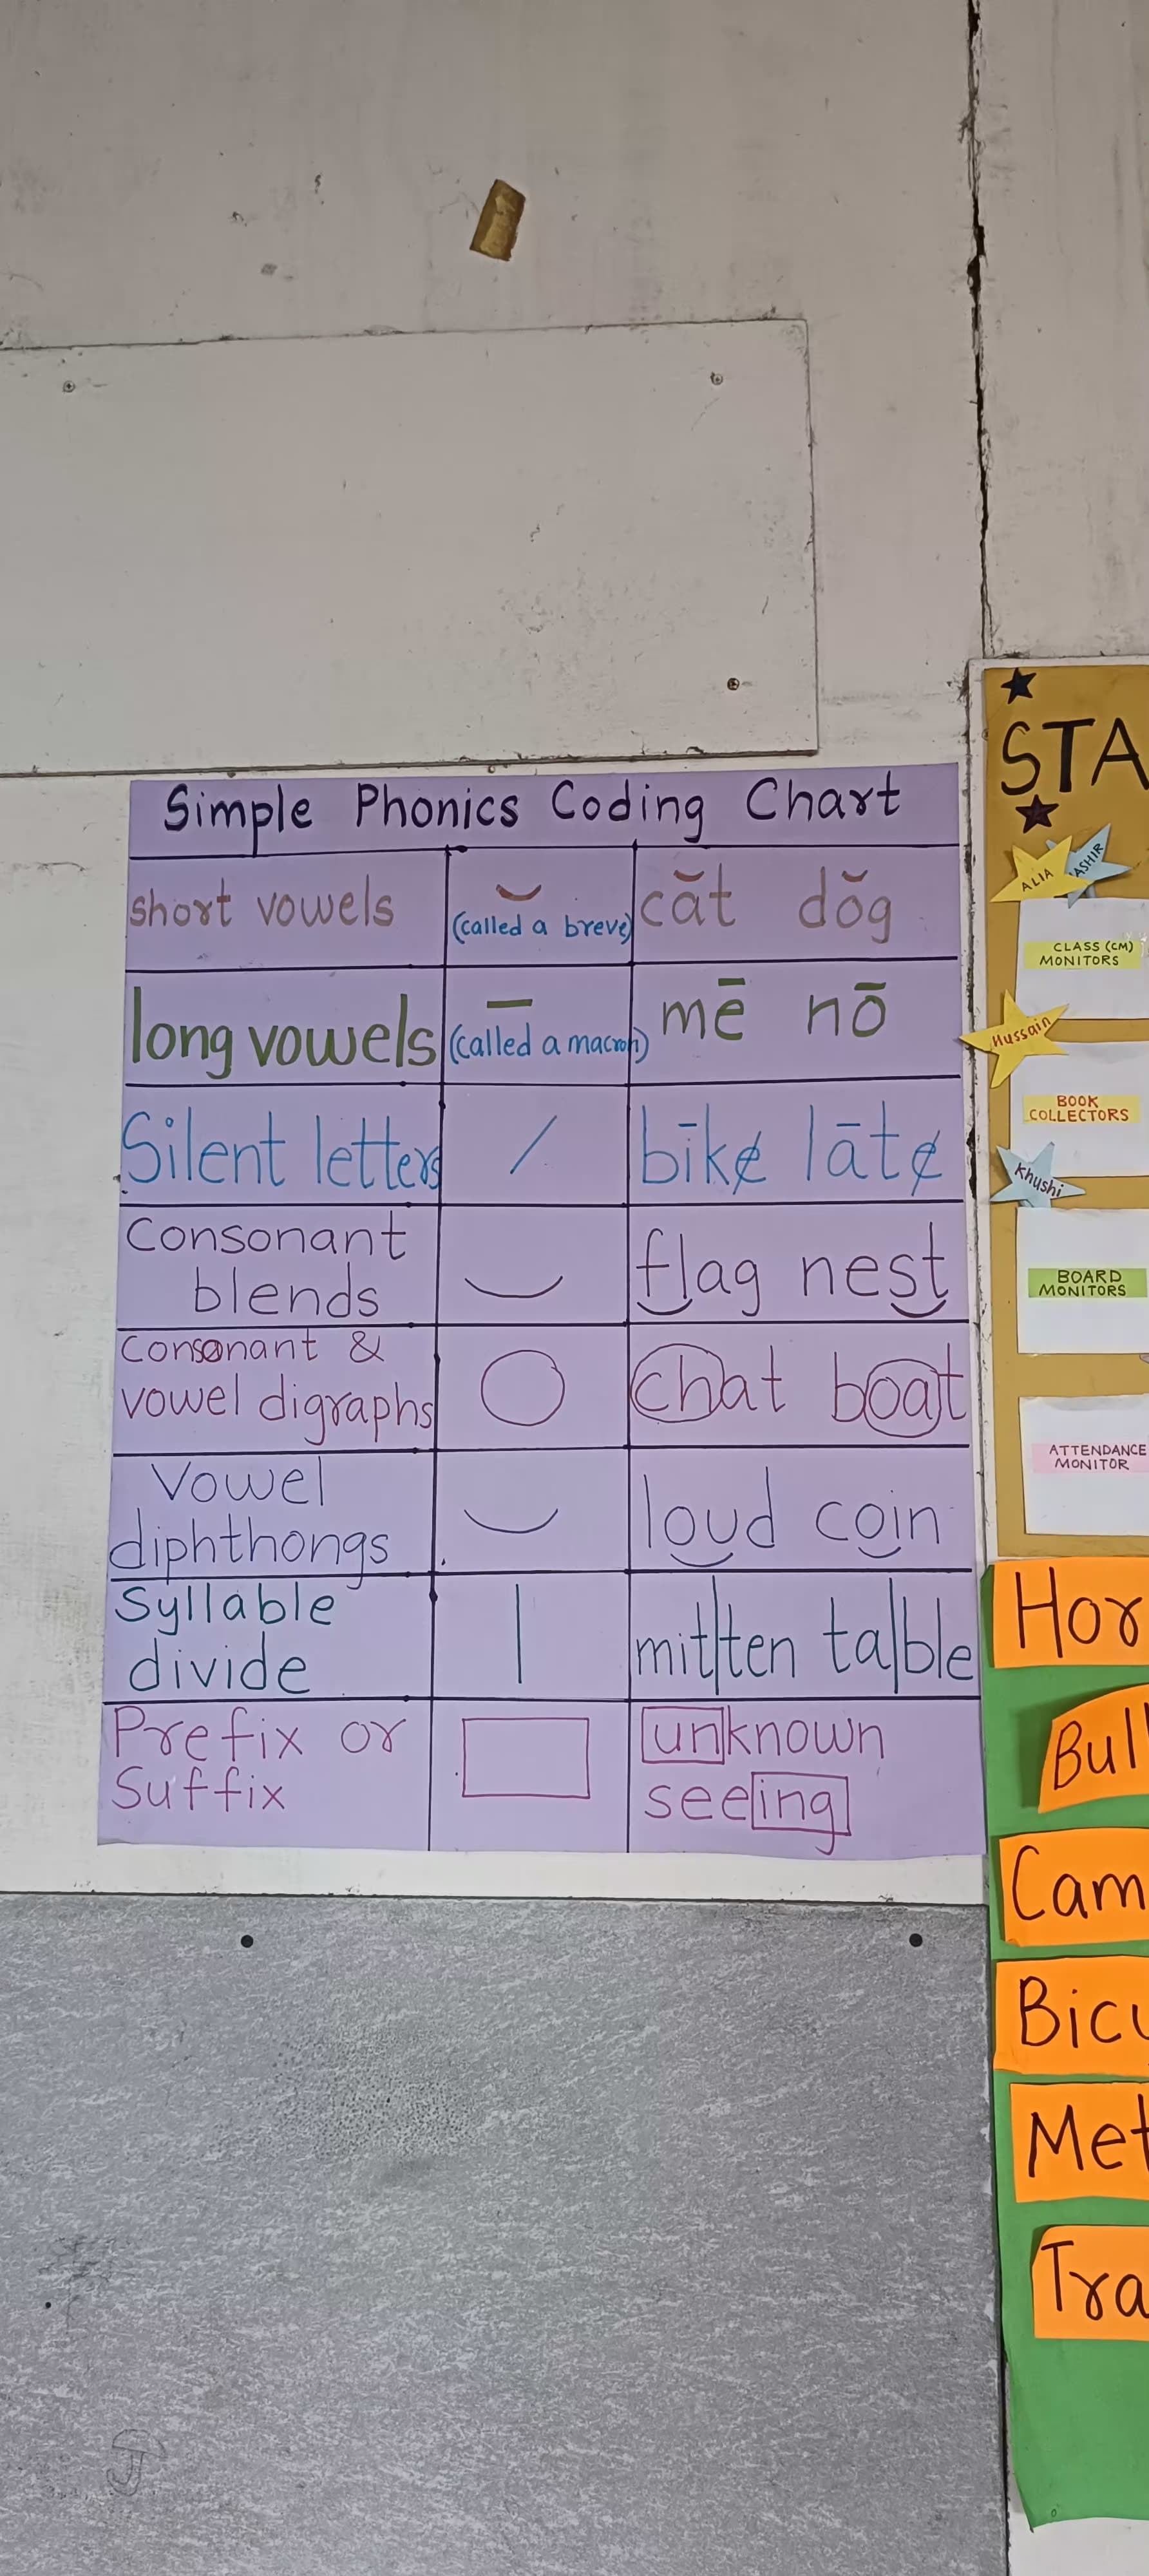 Simple Phonics Coding Chart
short vowels ˘ (called a breve) căt dŏg
long vowels ¯ (called a macron) mē nō
Silent letters / bīke̸ lāte̸
Consonant blends flag nest
Consonant & vowel digraphs chat boat
Vowel diphthongs loud coin
Syllable divide | mit|ten ta|ble
Prefix or Suffix unknown seeing
STA
ALIA
ASHIR
CLASS (CM)
MONITORS
Hussain
BOOK
COLLECTORS
Khushi
BOARD
MONITORS
ATTENDANCE
MONITOR
Hor
Bul
Cam
Bicy
Met
Tra